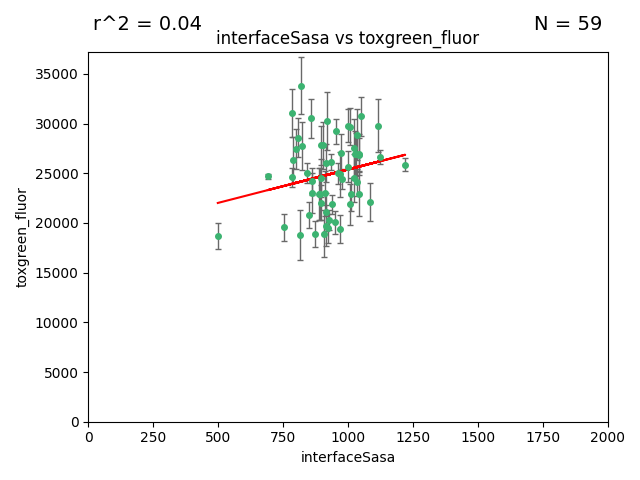 r^2 = 0.04
N = 59
interfaceSasa vs toxgreen_fluor
35000
30000
25000
20000
15000
10000
5000
0
toxgreen_fluor
0 250 500 750 1000 1250 1500 1750 2000
interfaceSasa